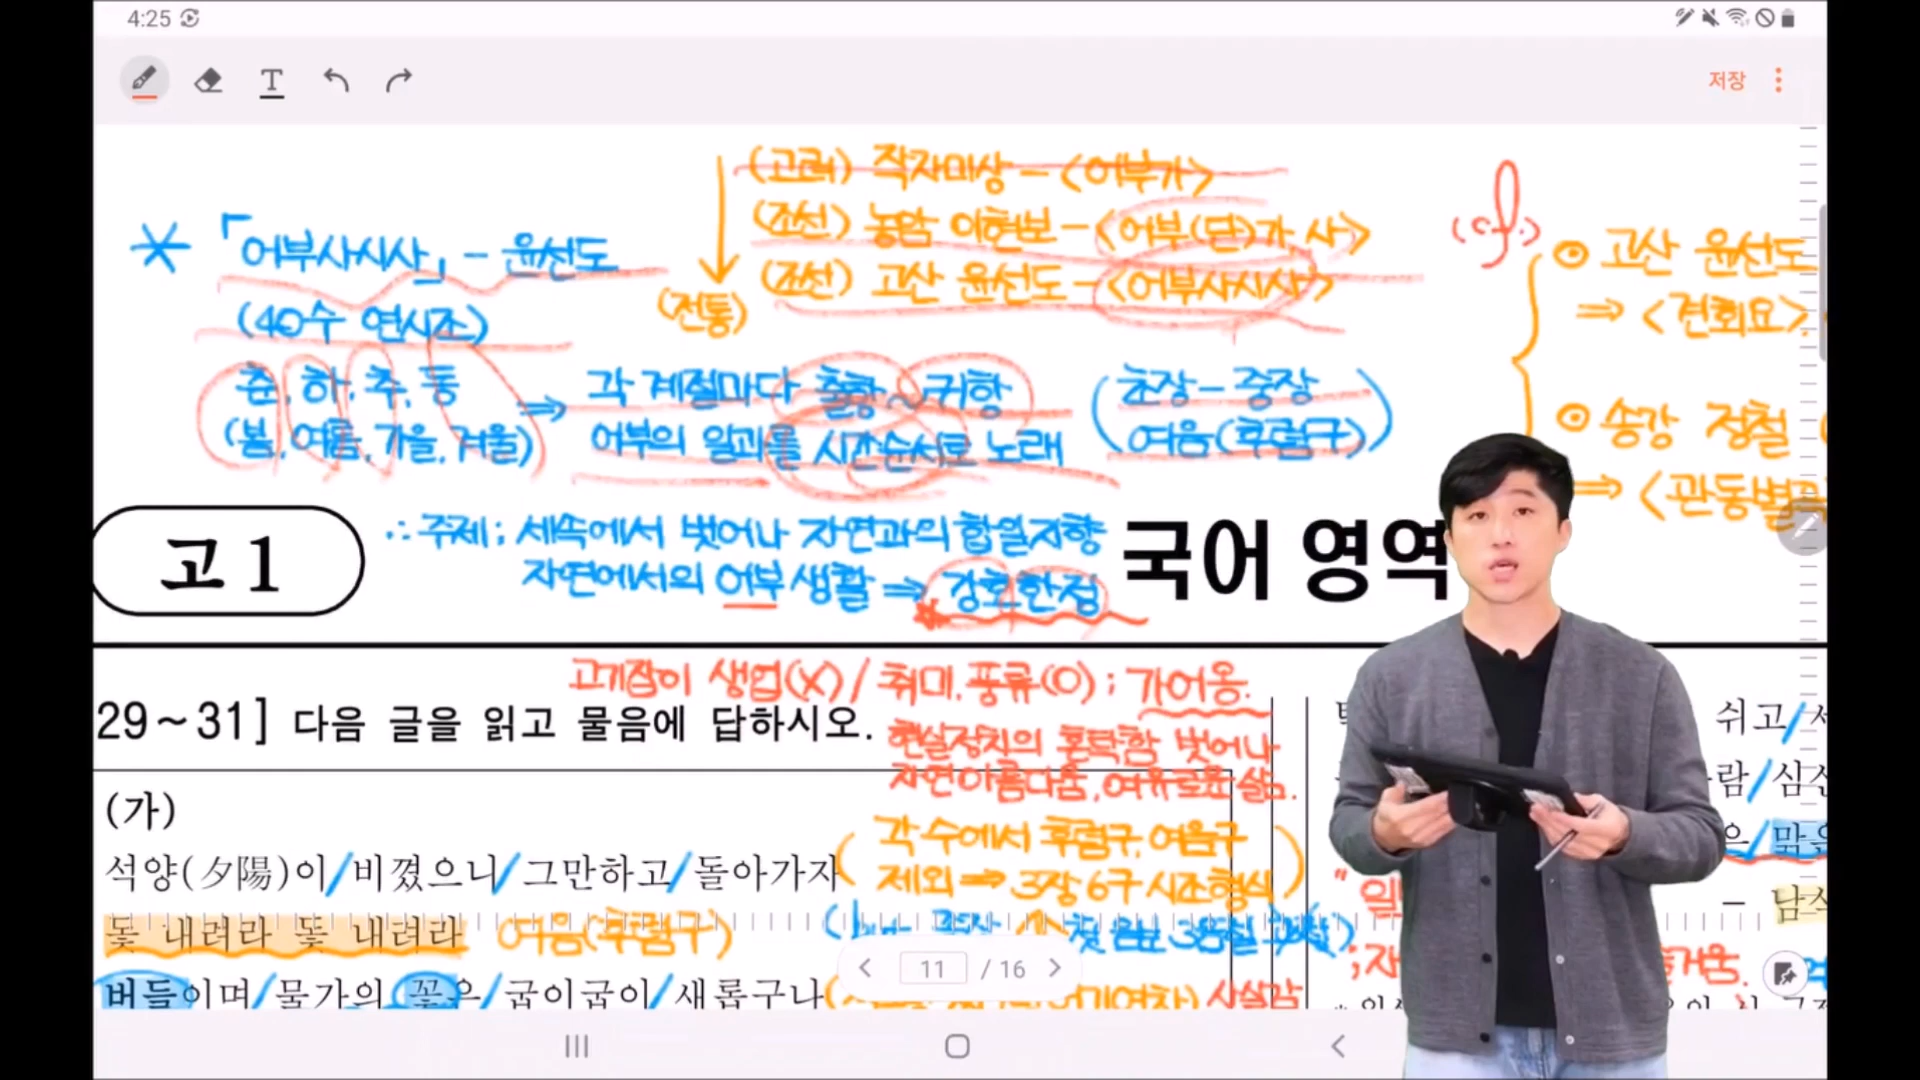 4:25
저장
(고려) 작자미상 - <어부가>
(조선) 농암 이현보 - <어부(단)가 사>
(조선) 고산 윤선도 - <어부사시사>
(전통)
* 「어부사시사」 - 윤선도
(40수 연시조)
춘, 하, 추, 동
(봄, 여름, 가을, 겨울)
⇒ 각 계절마다 출항 ~ 귀항
어부의 일과를 시간순서로 노래
(초장 - 중장
여음(후렴구))
⊙ 고산 윤선도
⇒ <견회요>,
⊙ 송강 정철 (
⇒ <관동별곡
∴ 주제 ; 세속에서 벗어나 자연과의 합일지향
자연에서의 어부 생활 ⇒ 강호한정
고1
국어 영역
고기잡이 생업(X) / 취미.풍류(O) ; 가어옹.
29~31] 다음 글을 읽고 물음에 답하시오.
현실정치의 혼탁함 벗어나
자연아름다움, 여유로운 삶.
(가)
석양(夕陽)이/비꼈으니/그만하고/돌아가자
(각 수에서 후렴구, 여음구
제외 ⇒ 3장 6구 시조형식)
돛 내려라 돛 내려라 여음(후렴구)
버들이며/물가의 꽃은/굽이굽이/새롭구나
사실감
쉬고/
람/심산
은/맑은
11 / 16